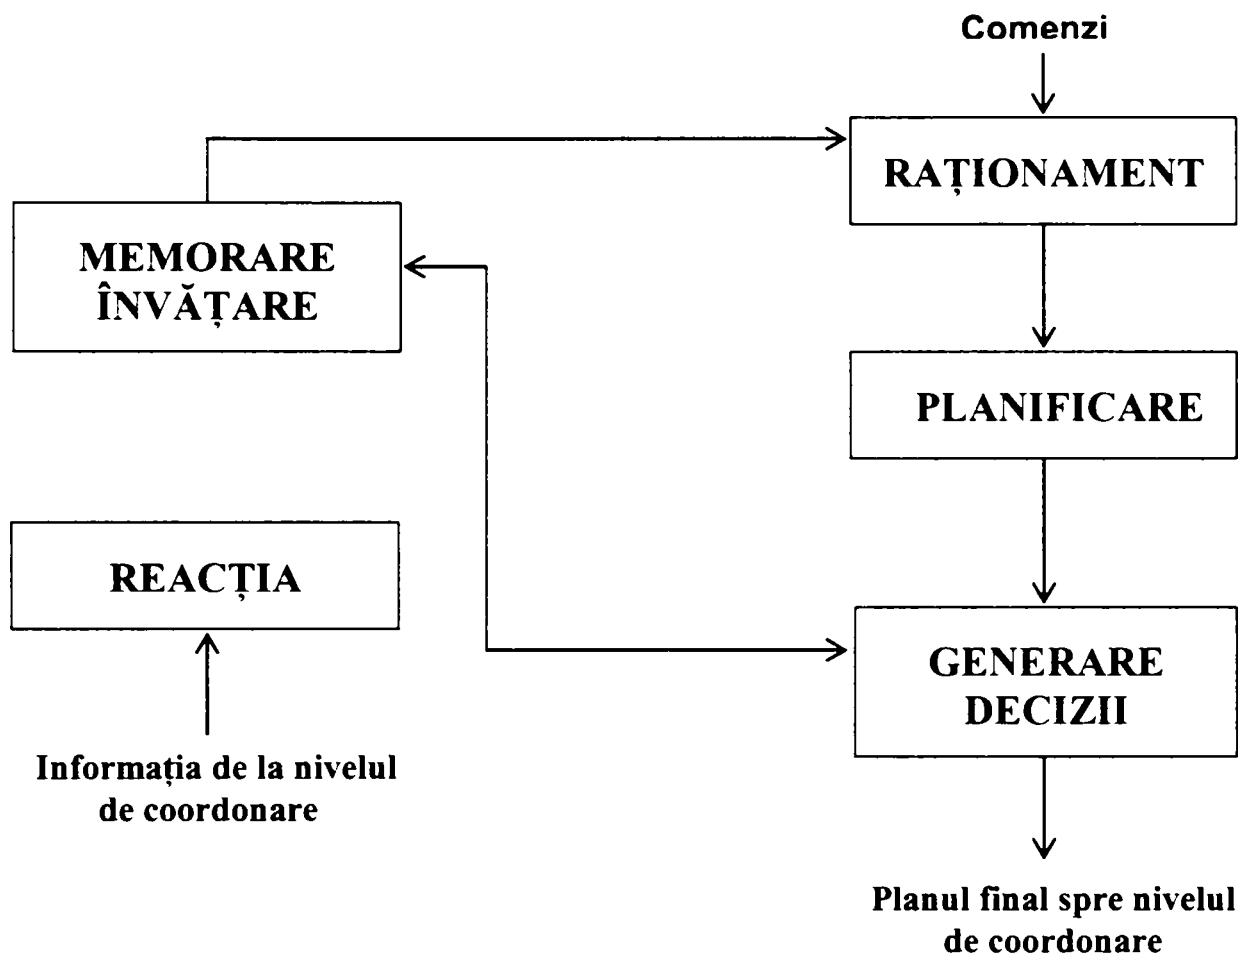 Comenzi
RAȚIONAMENT
MEMORARE
ÎNVĂȚARE
PLANIFICARE
REACȚIA
GENERARE
DECIZII
Informația de la nivelul
de coordonare
Planul final spre nivelul
de coordonare